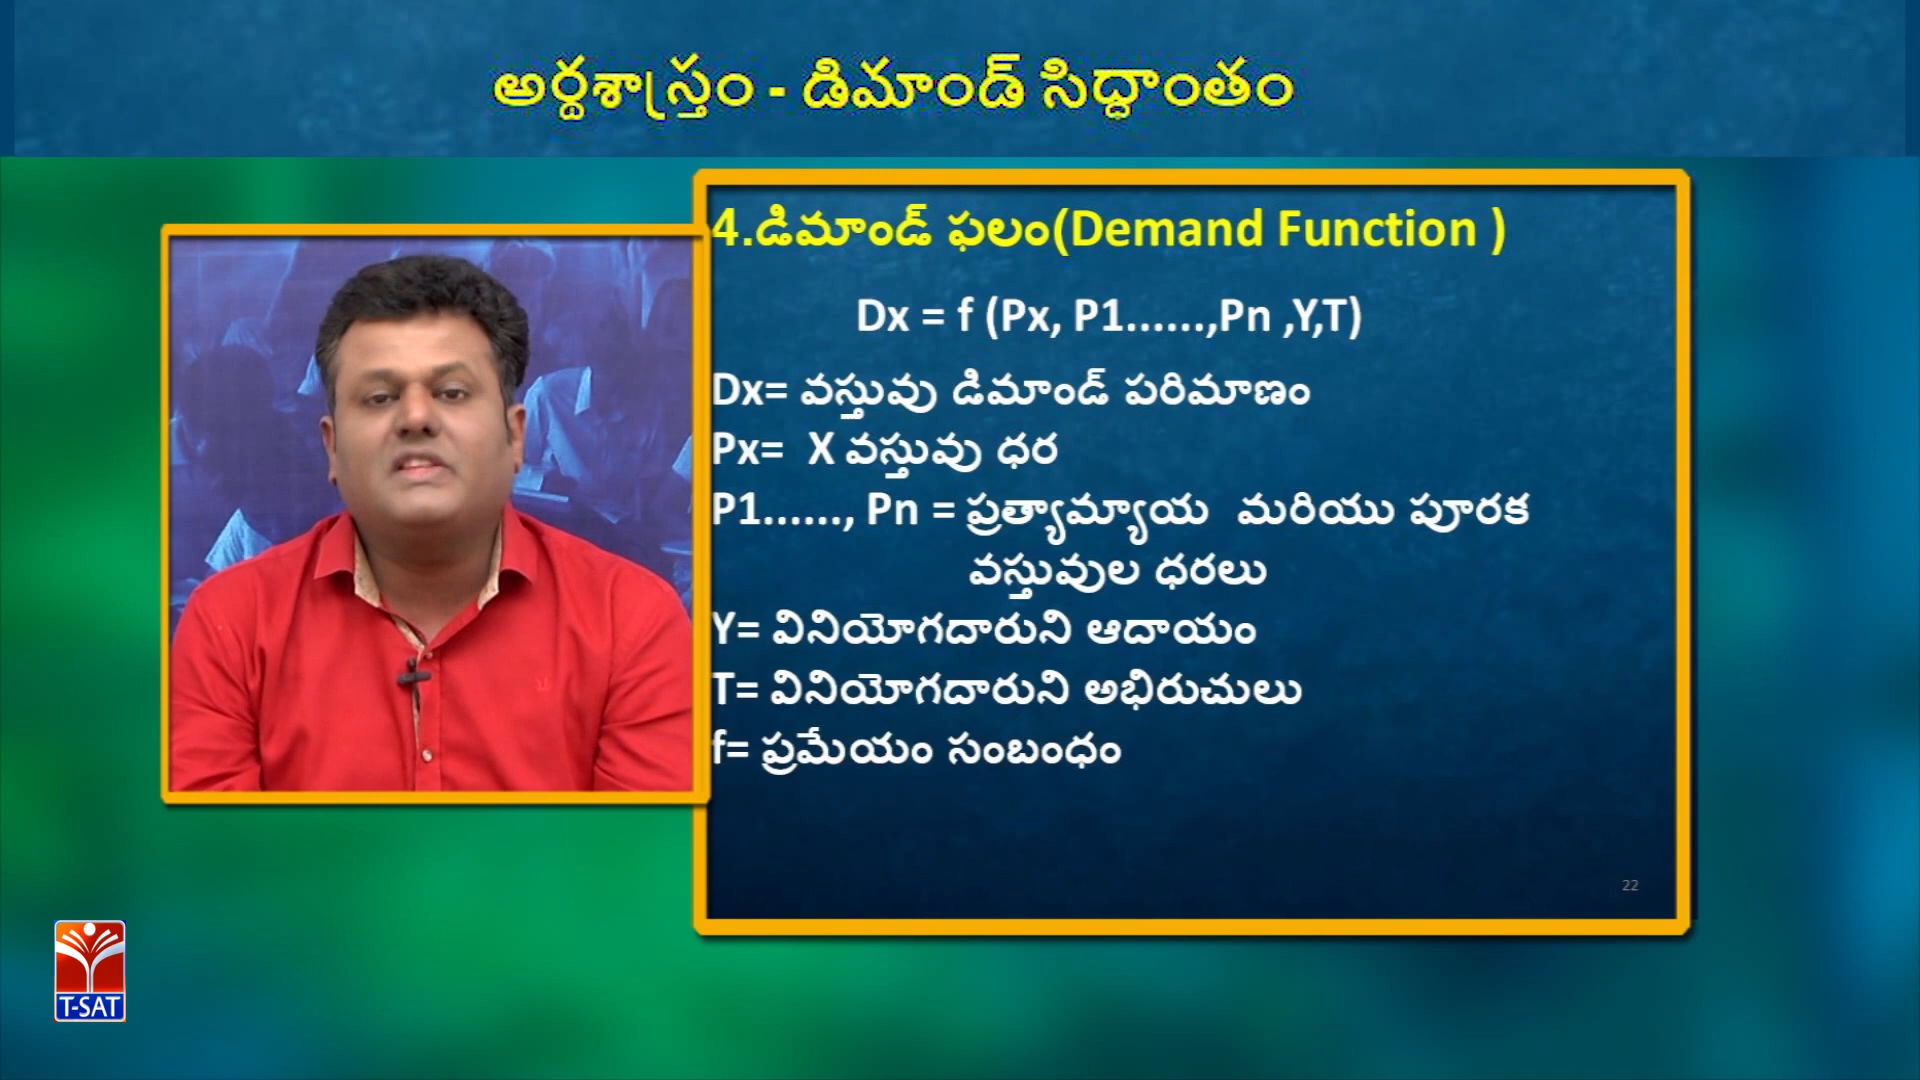 అర్థశాస్త్రం - డిమాండ్ సిద్ధాంతం
4.డిమాండ్ ఫలం(Demand Function )
Dx = f (Px, P1......,Pn ,Y,T)
Dx= వస్తువు డిమాండ్ పరిమాణం
Px= X వస్తువు ధర
P1......, Pn = ప్రత్యామ్యాయ మరియు పూరక
వస్తువుల ధరలు
Y= వినియోగదారుని ఆదాయం
T= వినియోగదారుని అభిరుచులు
f= ప్రమేయం సంబంధం
22
T-SAT